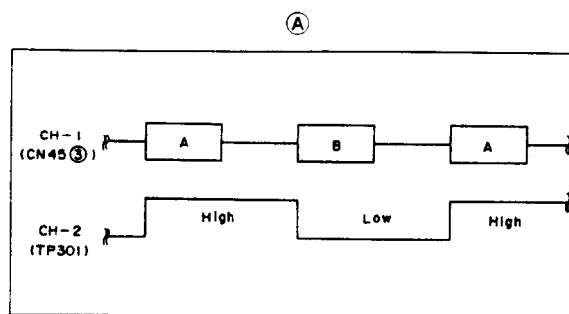 Ⓐ
CH-1
(CN45③)
A
B
A
CH-2
(TP301)
High
Low
High